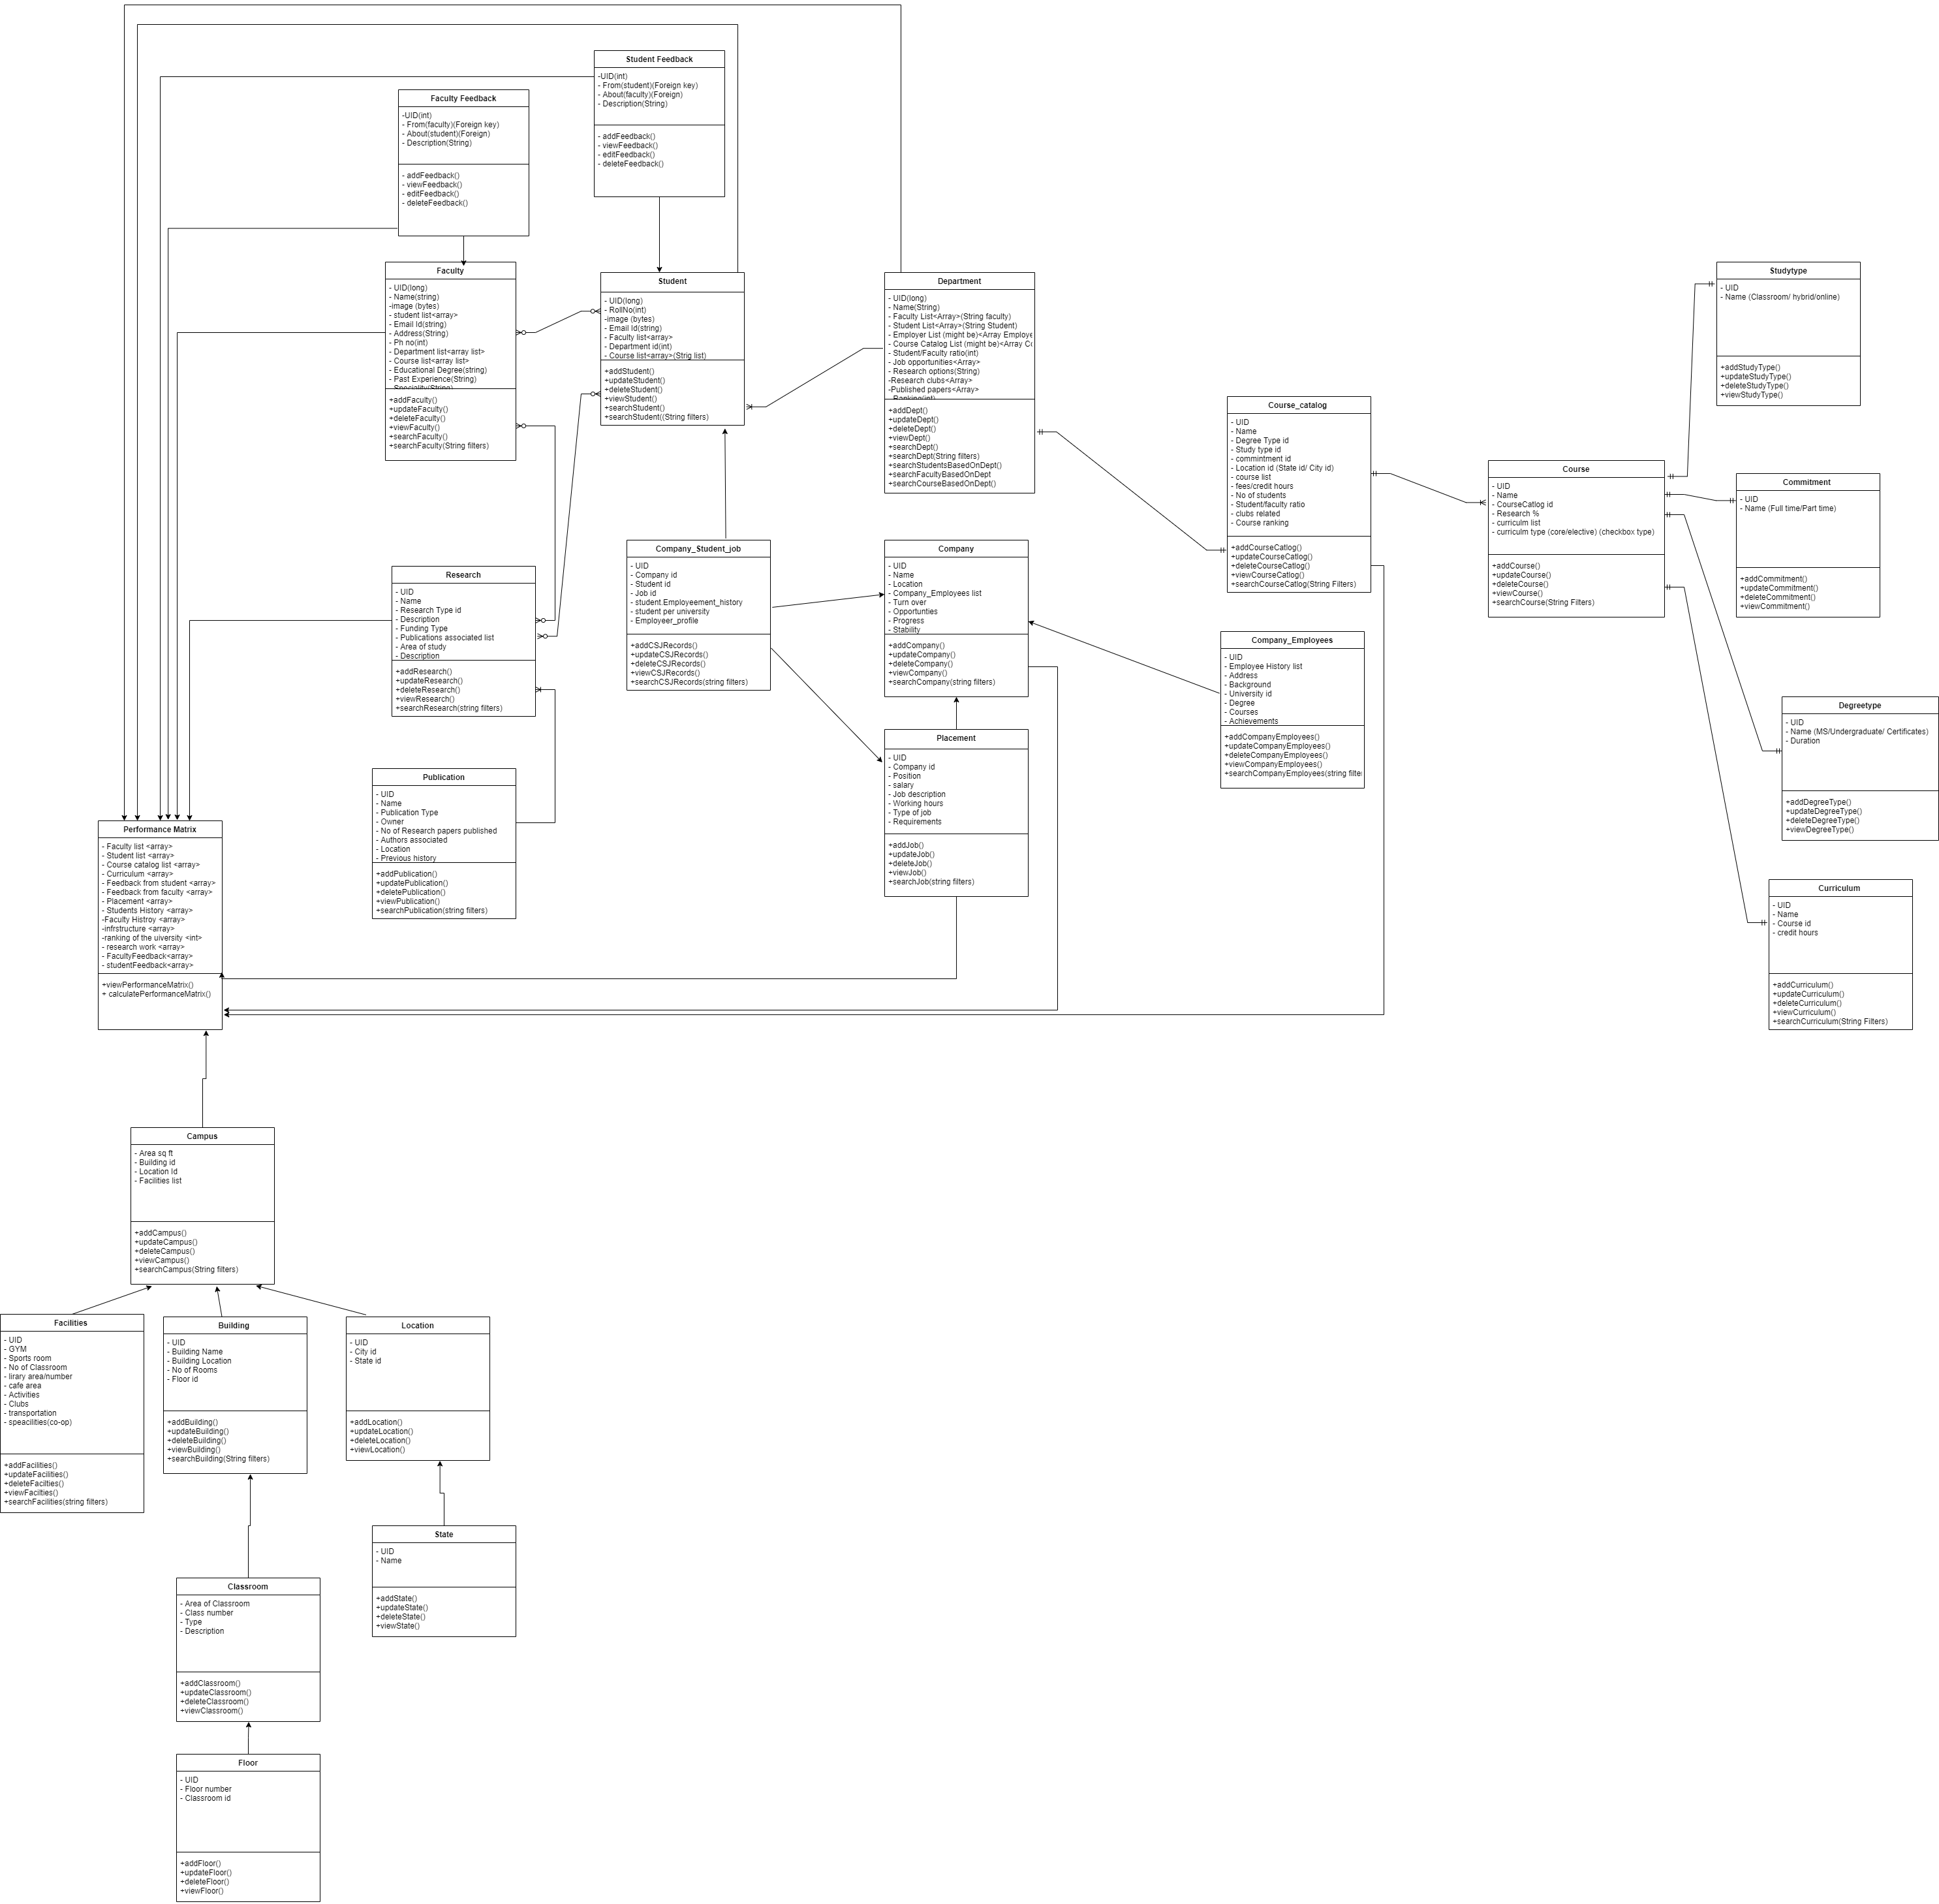 Student Feedback
-UID(int)
- From(student)(Foreign key)
- About(faculty)(Foreign)
- Description(String)
- addFeedback()
- viewFeedback()
- editFeedback()
- deleteFeedback()
Faculty Feedback
-UID(int)
- From(faculty)(Foreign key)
- About(student)(Foreign)
- Description(String)
- addFeedback()
- viewFeedback()
- editFeedback()
- deleteFeedback()
Faculty
- UID(long)
- Name(string)
-image (bytes)
- student list<array>
- Email Id(string)
- Address(String)
- Ph no(int)
- Department list<array list>
- Course list<array list>
- Educational Degree(string)
- Past Experience(String)
- Speciality(String)
+addFaculty()
+updateFaculty()
+deleteFaculty()
+viewFaculty()
+searchFaculty()
+searchFaculty(String filters)
Student
- UID(long)
- RollNo(int)
-image (bytes)
- Email Id(string)
- Faculty list<array>
- Department id(int)
- Course list<array>(Strig list)
+addStudent()
+updateStudent()
+deleteStudent()
+viewStudent()
+searchStudent()
+searchStudent((String filters)
Department
- UID(long)
- Name(String)
- Faculty List<Array>(String faculty)
- Student List<Array>(String Student)
- Employer List (might be)<Array Employe
- Course Catalog List (might be)<Array Co
- Student/Faculty ratio(int)
- Job opportunities<Array>
- Research options(String)
-Research clubs<Array>
-Published papers<Array>
- Ranking(int)
+addDept()
+updateDept()
+deleteDept()
+viewDept()
+searchDept()
+searchDept(String filters)
+searchStudentsBasedOnDept()
+searchFacultyBasedOnDept
+searchCourseBasedOnDept()
Studytype
- UID
- Name (Classroom/ hybrid/online)
+addStudyType()
+updateStudyType()
+deleteStudyType()
+viewStudyType()
Course_catalog
- UID
- Name
- Degree Type id
- Study type id
- commintment id
- Location id (State id/ City id)
- course list
- fees/credit hours
- No of students
- Student/faculty ratio
- clubs related
- Course ranking
+addCourseCatlog()
+updateCourseCatlog()
+deleteCourseCatlog()
+viewCourseCatlog()
+searchCourseCatlog(String Filters)
Course
- UID
- Name
- CourseCatlog id
- Research %
- curriculm list
- curriculm type (core/elective) (checkbox type)
+addCourse()
+updateCourse()
+deleteCourse()
+viewCourse()
+searchCourse(String Filters)
Commitment
- UID
- Name (Full time/Part time)
+addCommitment()
+updateCommitment()
+deleteCommitment()
+viewCommitment()
Company_Student_job
- UID
- Company id
- Student id
- Job id
- student Employeement_history
- student per university
- Employeer_profile
+addCSJRecords()
+updateCSJRecords()
+deleteCSJRecords()
+viewCSJRecords()
+searchCSJRecords(string filters)
Company
- UID
- Name
- Location
- Company_Employees list
- Turn over
- Opportunties
- Progress
- Stability
+addCompany()
+updateCompany()
+deleteCompany()
+viewCompany()
+searchCompany(string filters)
Research
- UID
- Name
- Research Type id
- Description
- Funding Type
- Publications associated list
- Area of study
- Description
+addResearch()
+updateResearch()
+deleteResearch()
+viewResearch()
+searchResearch(string filters)
Company_Employees
- UID
- Employee History list
- Address
- Background
- University id
- Degree
- Courses
- Achievements
+addCompanyEmployees()
+updateCompanyEmployees()
+deleteCompanyEmployees()
+viewCompanyEmployees()
+searchCompanyEmployees(string filte
Degreetype
- UID
- Name (MS/Undergraduate/ Certificates)
- Duration
+addDegreeType()
+updateDegreeType()
+deleteDegreeType()
+viewDegreeType()
Placement
- UID
- Company id
- Position
- salary
- Job description
- Working hours
- Type of job
- Requirements
+addJob()
+updateJob()
+deleteJob()
+viewJob()
+searchJob(string filters)
Publication
- UID
- Name
- Publication Type
- Owner
- No of Research papers published
- Authors associated
- Location
- Previous history
+addPublication()
+updatePublication()
+deletePublication()
+viewPublication()
+searchPublication(string filters)
Performance Matrix
- Faculty list <array>
- Student list <array>
- Course catalog list <array>
- Curriculum <array>
- Feedback from student <array>
- Feedback from faculty <array>
- Placement <array>
- Students History <array>
-Faculty Histroy <array>
-infrstructure <array>
-ranking of the uiversity <int>
- research work <array>
- FacultyFeedback<array>
- studentFeedback<array>
+viewPerformanceMatrix()
+ calculatePerformanceMatrix()
Curriculum
- UID
- Name
- Course id
- credit hours
+addCurriculum()
+updateCurriculum()
+deleteCurriculum()
+viewCurriculum()
+searchCurriculum(String Filters)
Campus
- Area sq ft
- Building id
- Location Id
- Facilities list
+addCampus()
+updateCampus()
+deleteCampus()
+viewCampus()
+searchCampus(String filters)
Facilities
- UID
- GYM
- Sports room
- No of Classroom
- lirary area/number
- cafe area
- Activities
- Clubs
- transportation
- speacilities(co-op)
+addFacilities()
+updateFacilities()
+deleteFacilties()
+viewFacilties()
+searchFacilities(string filters)
Building
- UID
- Building Name
- Building Location
- No of Rooms
- Floor id
+addBuilding()
+updateBuilding()
+deleteBuilding()
+viewBuilding()
+searchBuilding(String filters)
Location
- UID
- City id
- State id
+addLocation()
+updateLocation()
+deleteLocation()
+viewLocation()
State
- UID
- Name
+addState()
+updateState()
+deleteState()
+viewState()
Classroom
- Area of Classroom
- Class number
- Type
- Description
+addClassroom()
+updateClassroom()
+deleteClassroom()
+viewClassroom()
Floor
- UID
- Floor number
- Classroom id
+addFloor()
+updateFloor()
+deleteFloor()
+viewFloor()